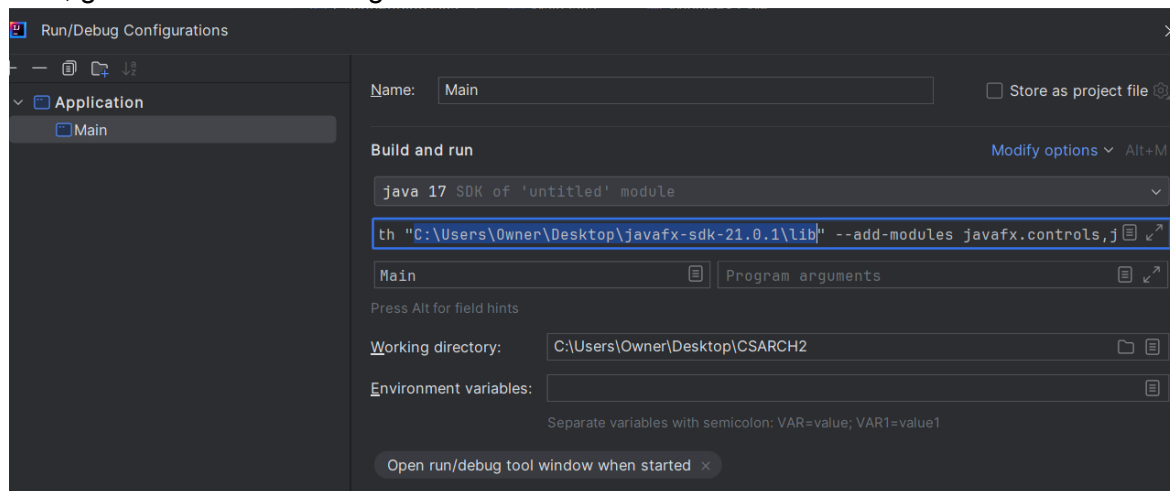 Run/Debug Configurations
Application
Main
Name: Main Store as project file
Build and run Modify options Alt+M
java 17 SDK of 'untitled' module
th "C:\Users\Owner\Desktop\javafx-sdk-21.0.1\lib" --add-modules javafx.controls,j
Main Program arguments
Press Alt for field hints
Working directory: C:\Users\Owner\Desktop\CSARCH2
Environment variables:
Separate variables with semicolon: VAR=value; VAR1=value1
Open run/debug tool window when started ×